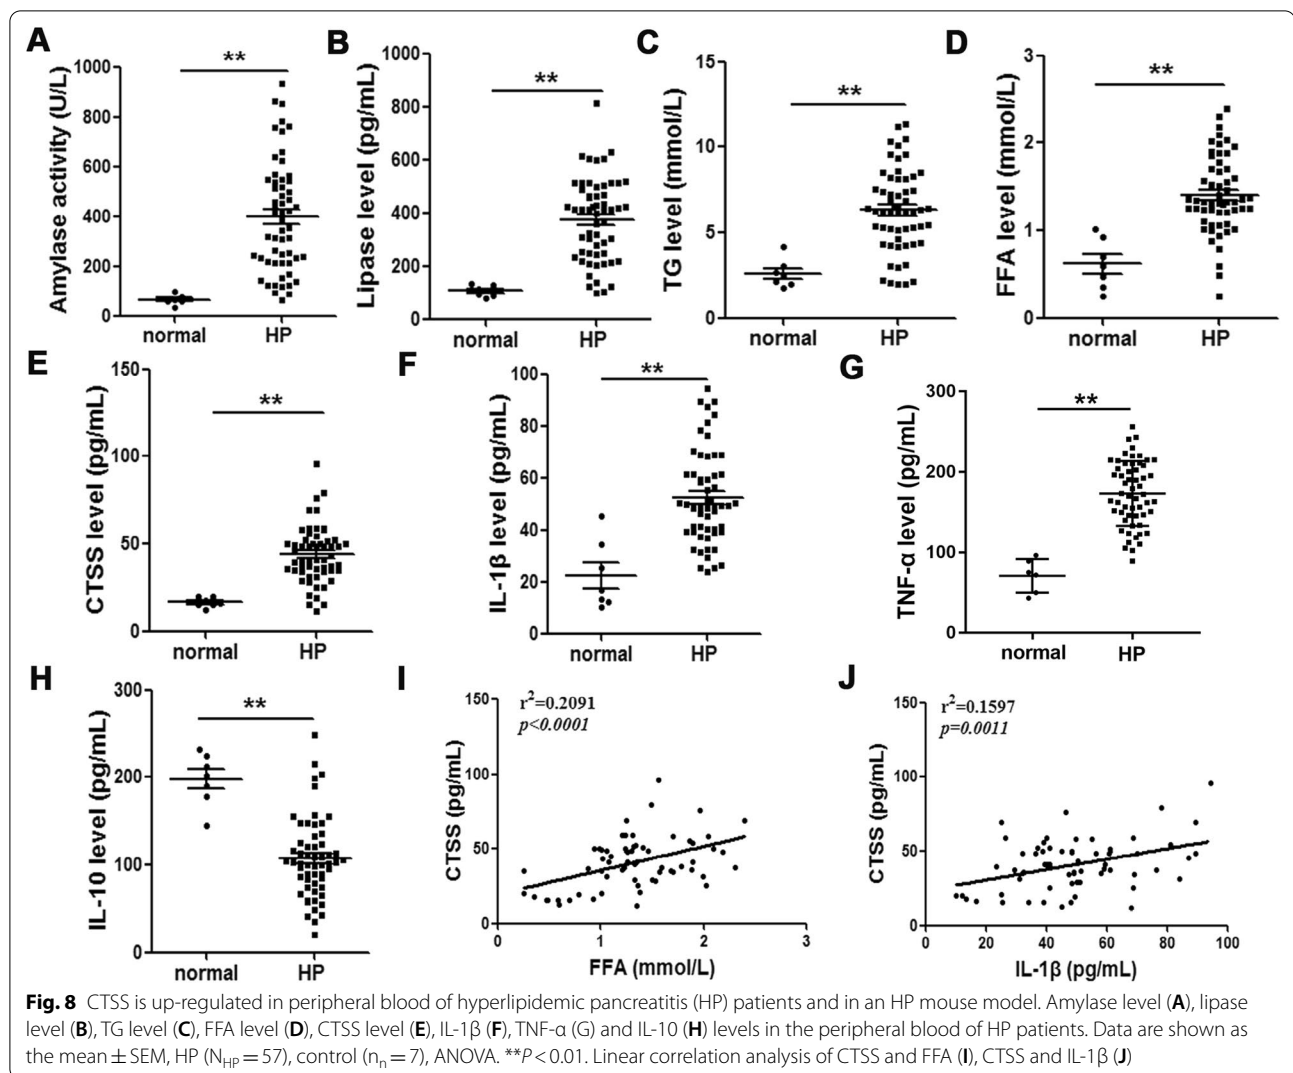 A
Amylase activity (U/L)
1000
800
600
400
200
0
**
normal
HP
B
Lipase level (pg/mL)
1000
800
600
400
200
0
**
normal
HP
C
TG level (mmol/L)
15
10
5
0
**
normal
HP
D
FFA level (mmol/L)
3
2
1
0
**
normal
HP
E
CTSS level (pg/mL)
150
100
50
0
**
normal
HP
F
IL-1β level (pg/mL)
100
80
60
40
20
0
**
normal
HP
G
TNF-α level (pg/mL)
300
200
100
0
**
normal
HP
H
IL-10 level (pg/mL)
300
200
100
0
**
normal
HP
I
CTSS (pg/mL)
150
100
50
0
r²=0.2091
p<0.0001
0
1
2
3
FFA (mmol/L)
J
CTSS (pg/mL)
150
100
50
0
r²=0.1597
p=0.0011
0
20
40
60
80
100
IL-1β (pg/mL)
Fig. 8 CTSS is up-regulated in peripheral blood of hyperlipidemic pancreatitis (HP) patients and in an HP mouse model. Amylase level (A), lipase
level (B), TG level (C), FFA level (D), CTSS level (E), IL-1β (F), TNF-α (G) and IL-10 (H) levels in the peripheral blood of HP patients. Data are shown as
the mean ± SEM, HP (N_HP = 57), control (n_n = 7), ANOVA. **P < 0.01. Linear correlation analysis of CTSS and FFA (I), CTSS and IL-1β (J)